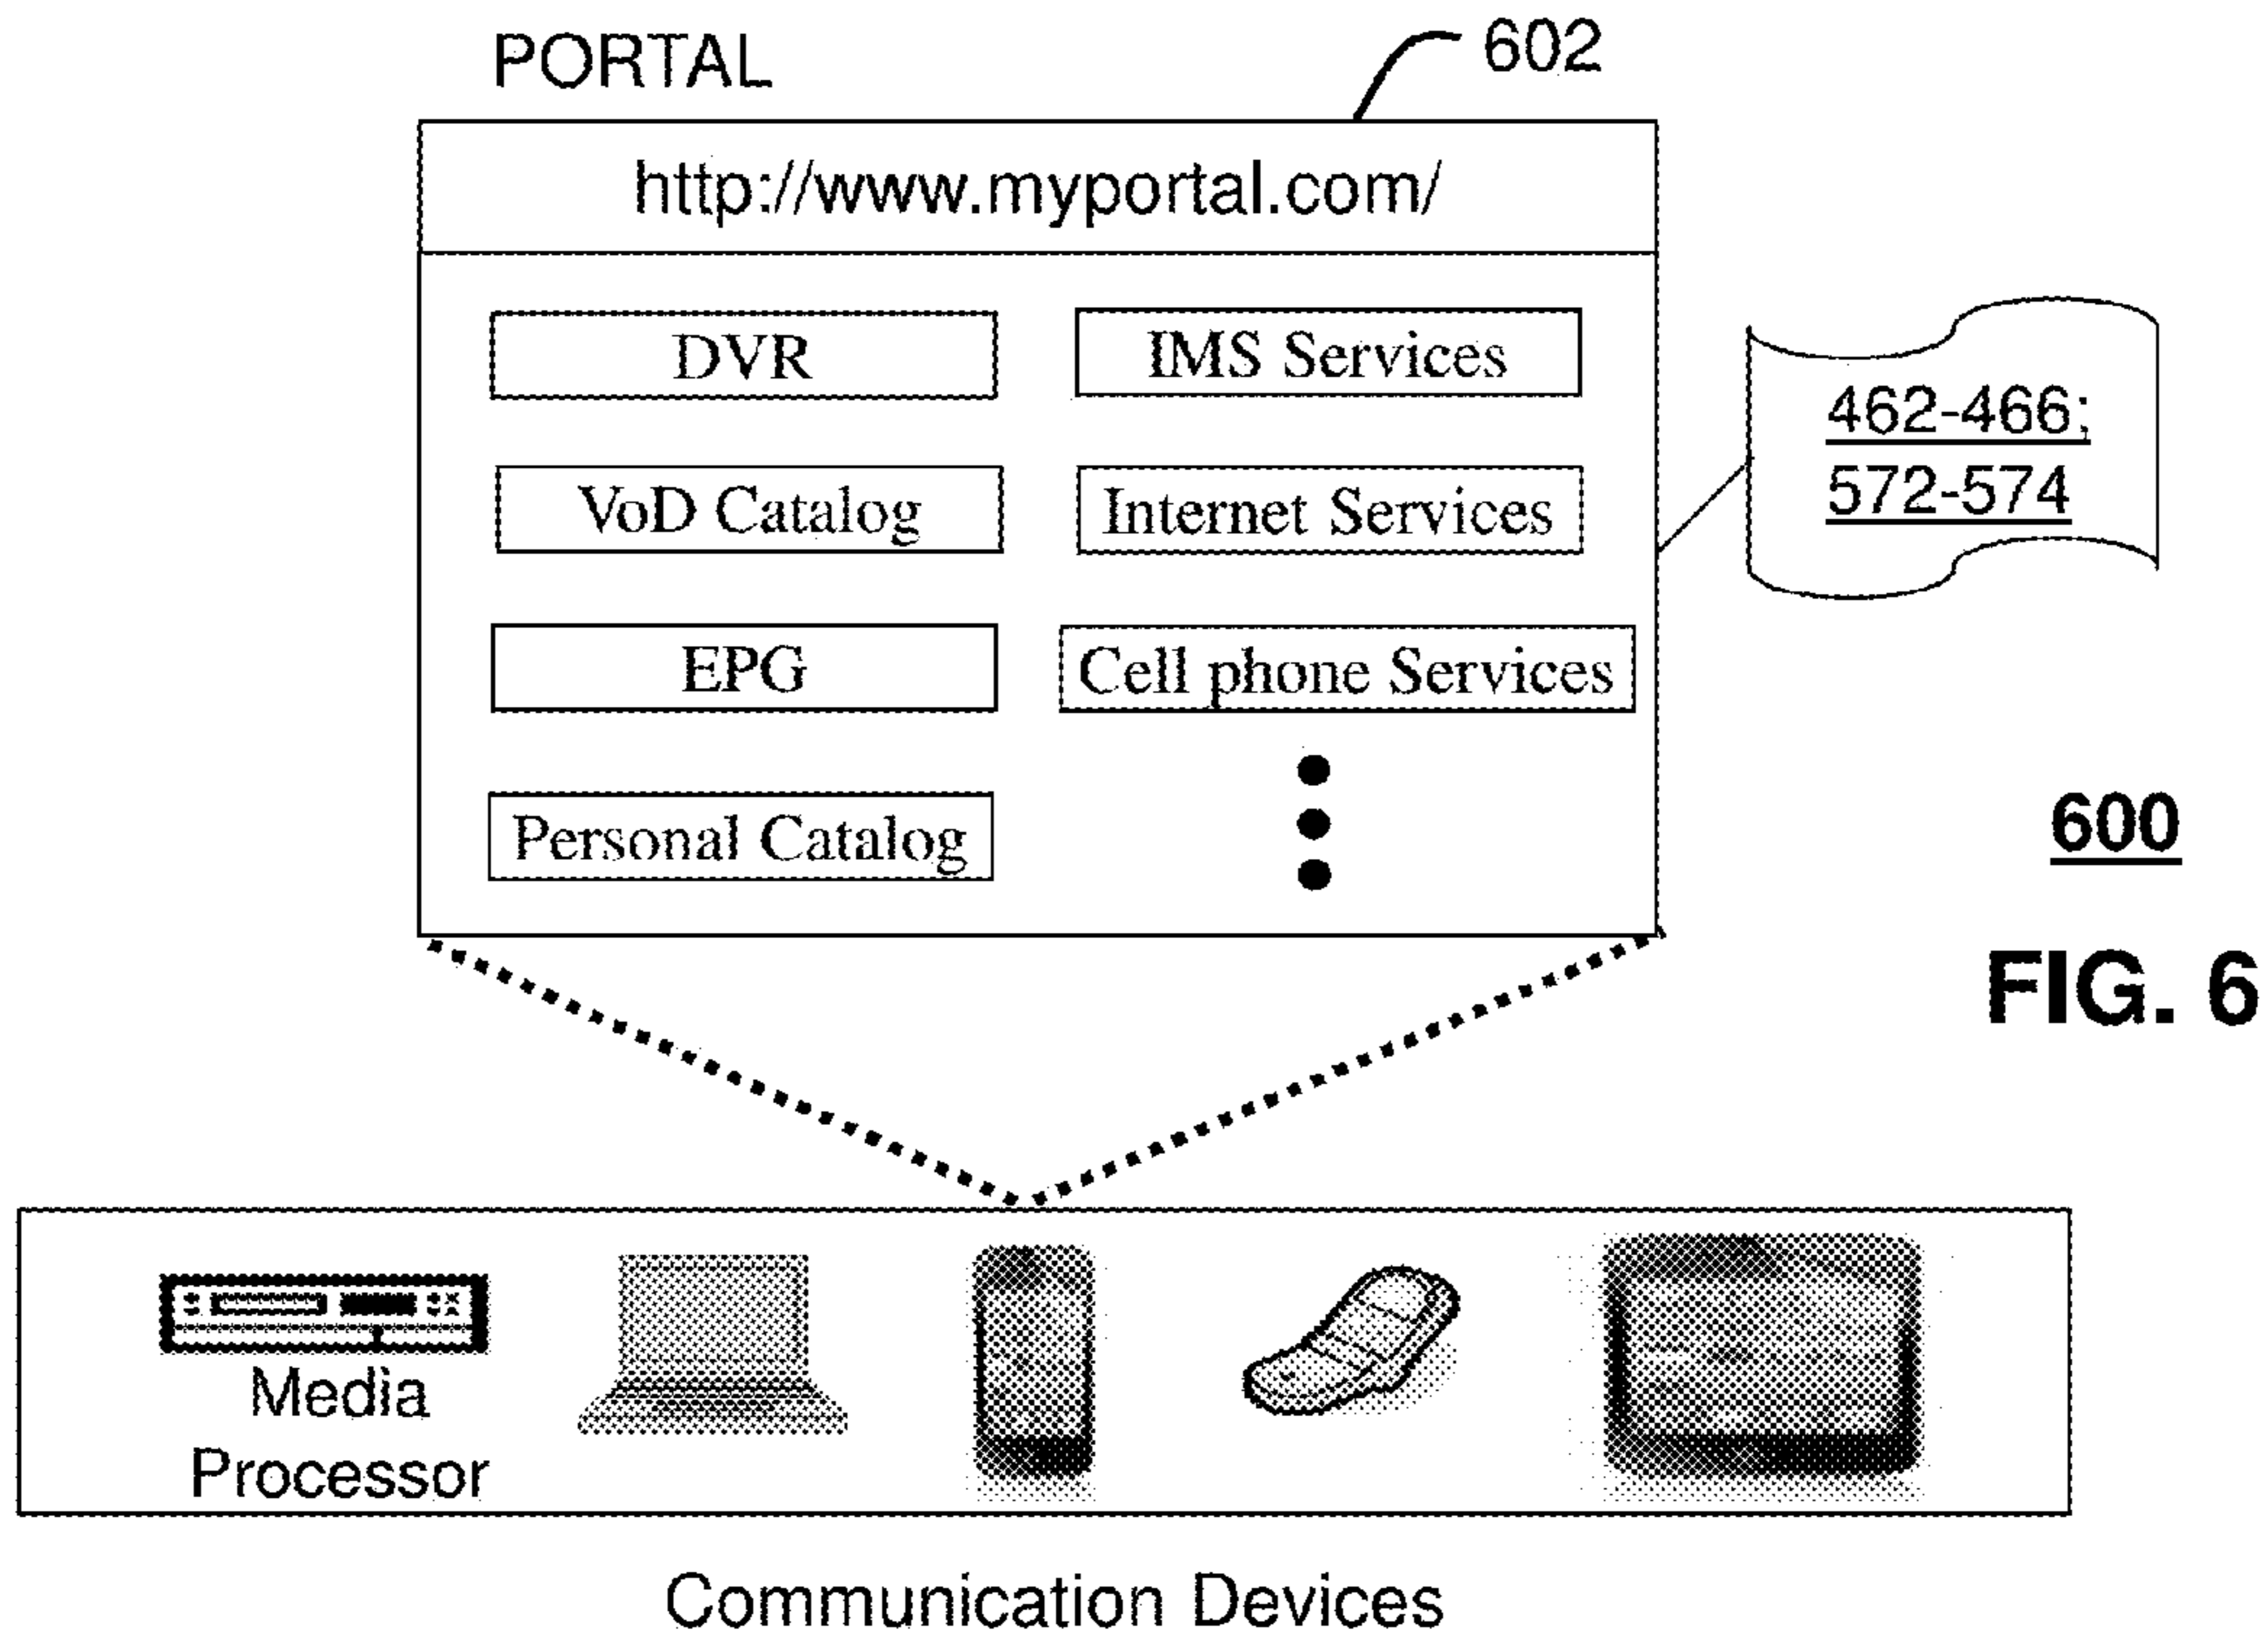 PORTAL
602
http://www.myportal.com/
DVR
IMS Services
VoD Catalog
Internet Services
EPG
Cell phone Services
Personal Catalog
462-466;
572-574
600
FIG. 6
Media
Processor
Communication Devices